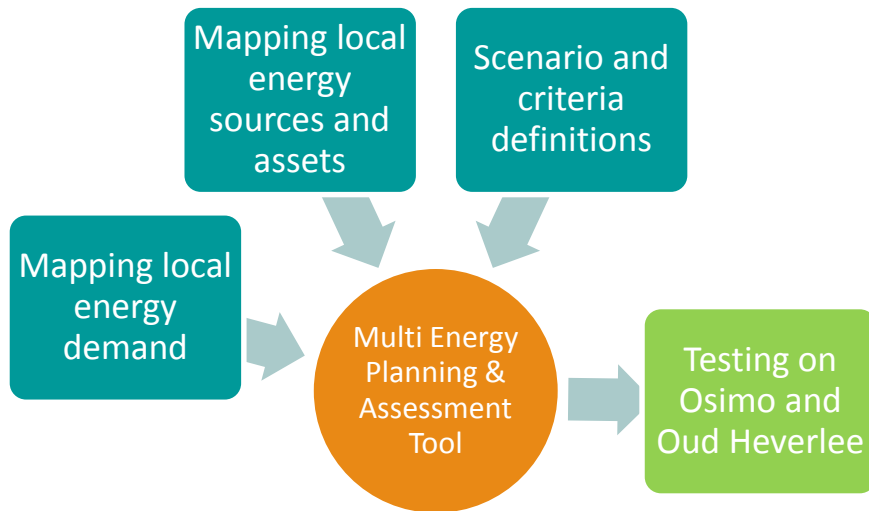 Mapping local
energy
sources and
assets
Scenario and
criteria
definitions
Mapping local
energy
demand
Multi Energy
Planning &
Assessment
Tool
Testing on
Osimo and
Oud Heverlee